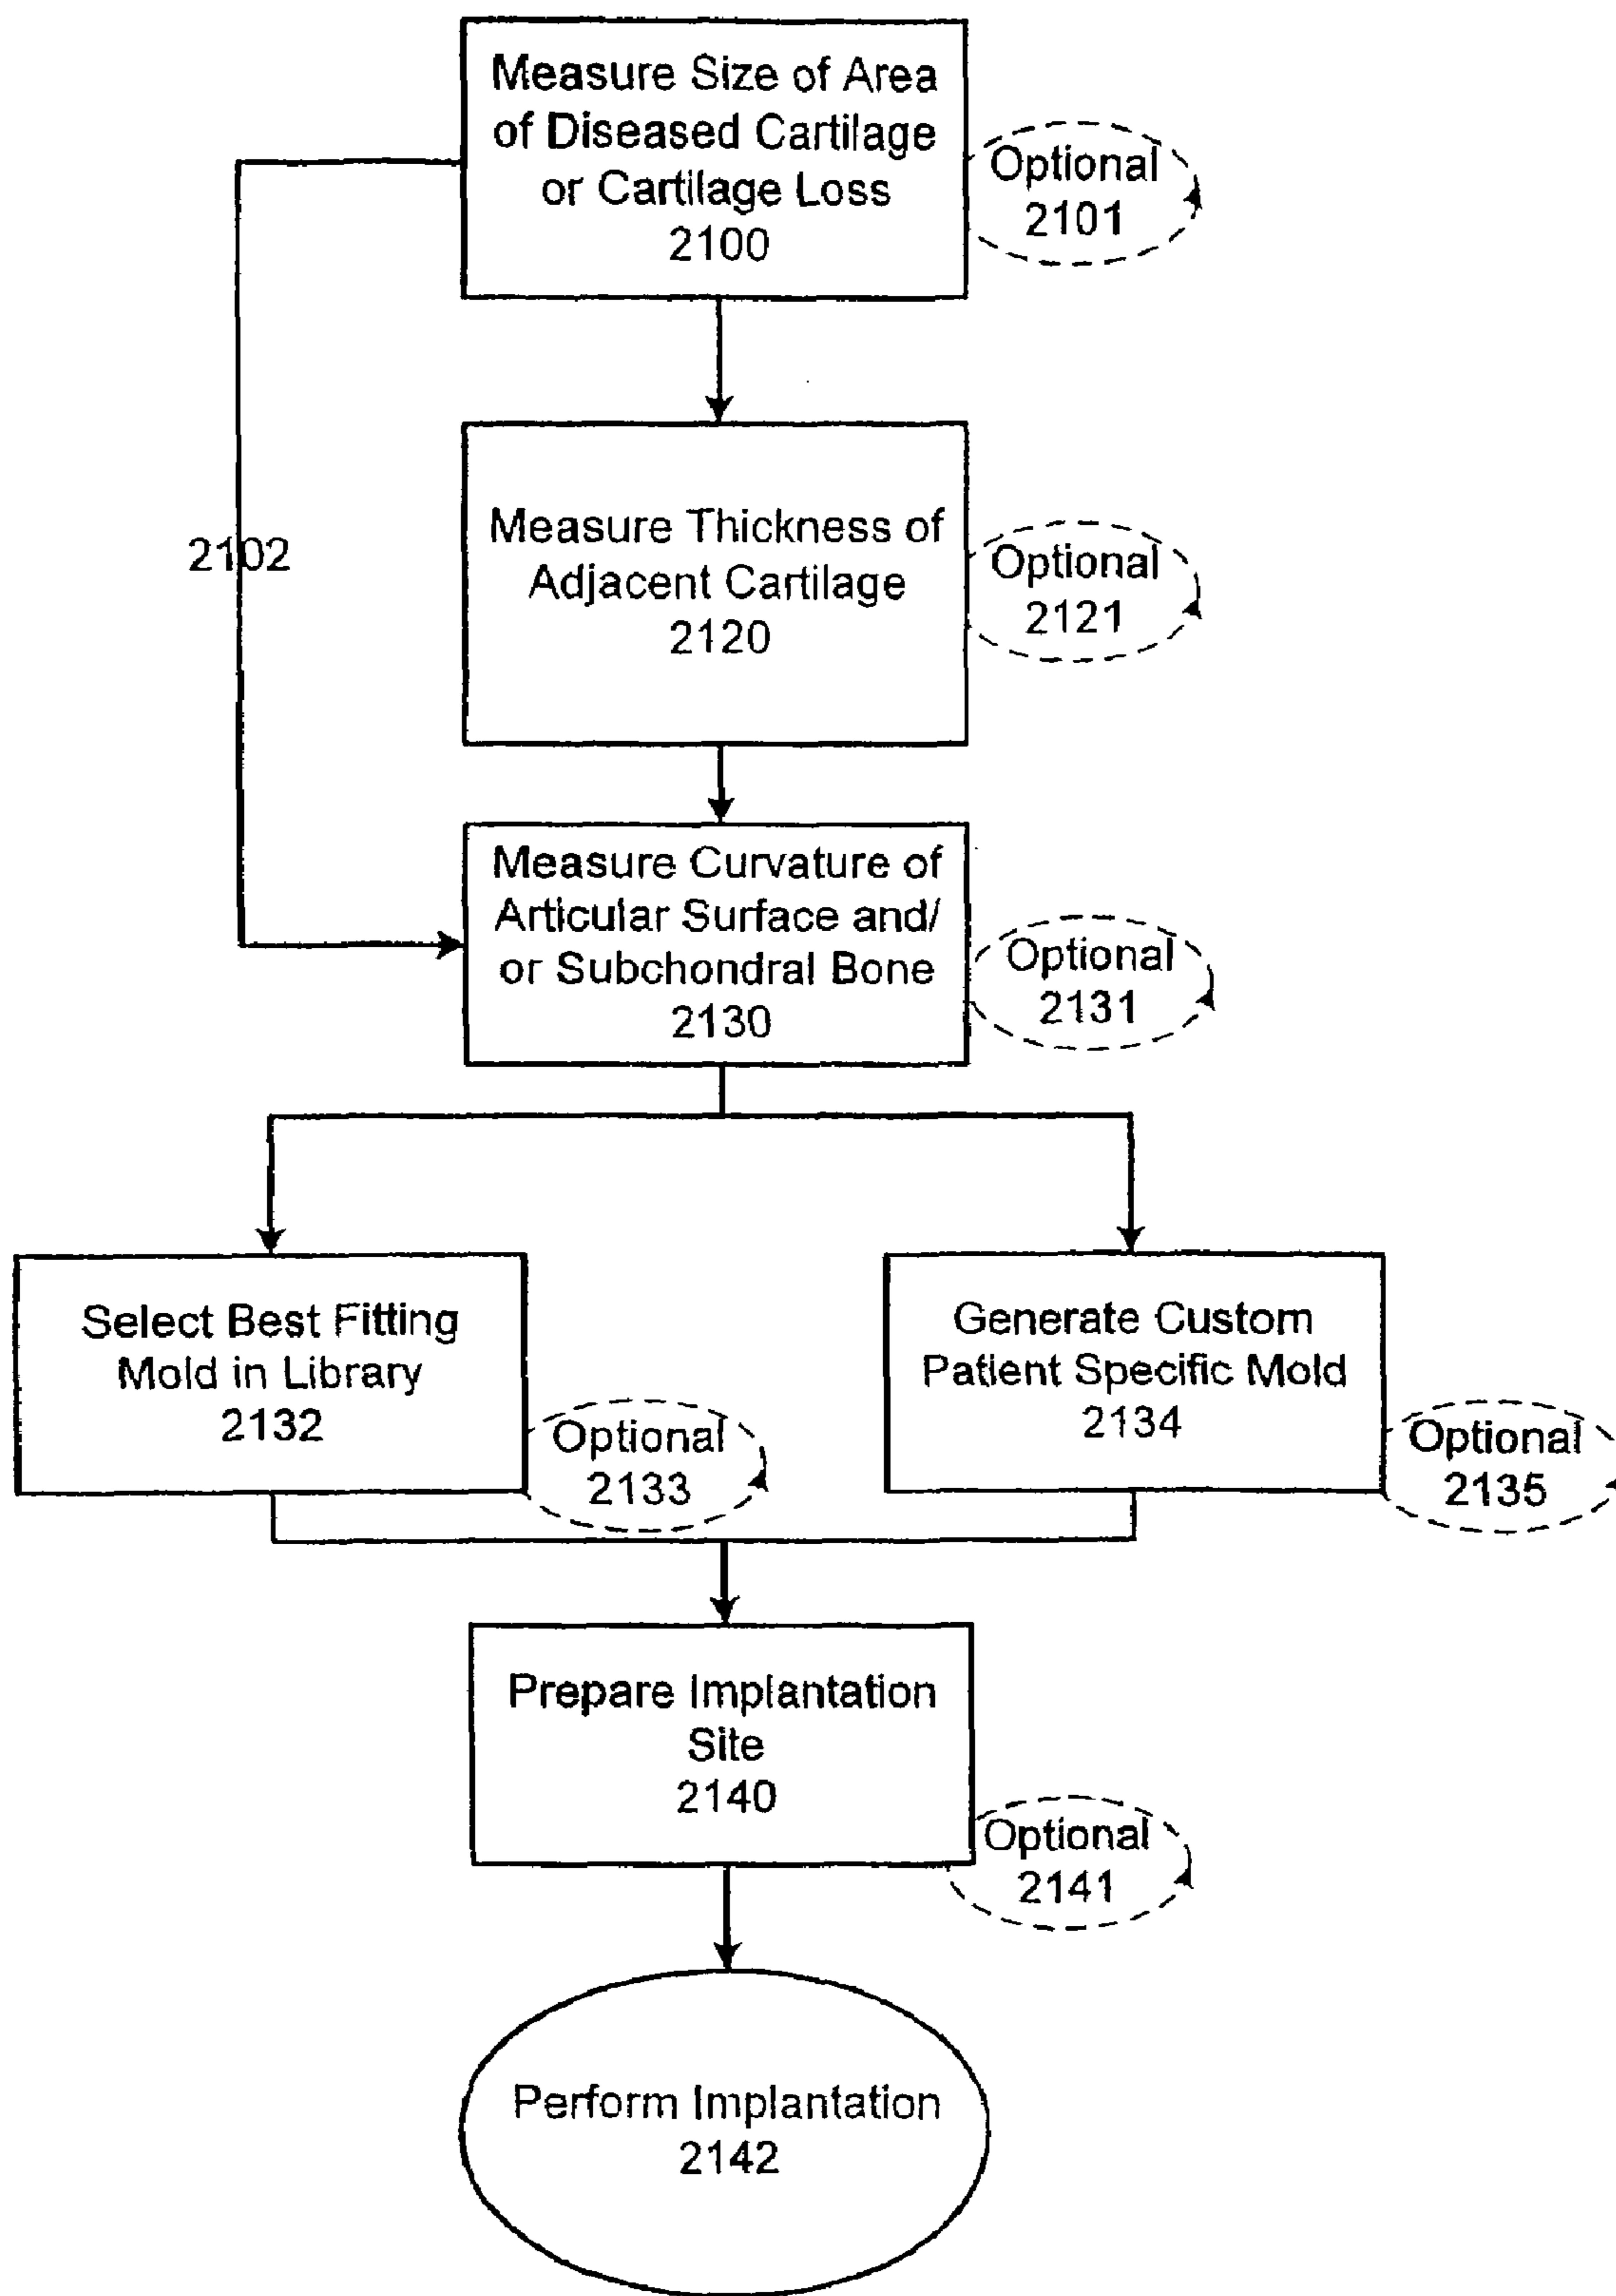 Measure Size of Area
of Diseased Cartilage
or Cartilage Loss
2100
Optional
2101
2102
Measure Thickness of
Adjacent Cartilage
2120
Optional
2121
Measure Curvature of
Articular Surface and/
or Subchondral Bone
2130
Optional
2131
Select Best Fitting
Mold in Library
2132
Optional
2133
Generate Custom
Patient Specific Mold
2134
Optional
2135
Prepare Implantation
Site
2140
Optional
2141
Perform Implantation
2142